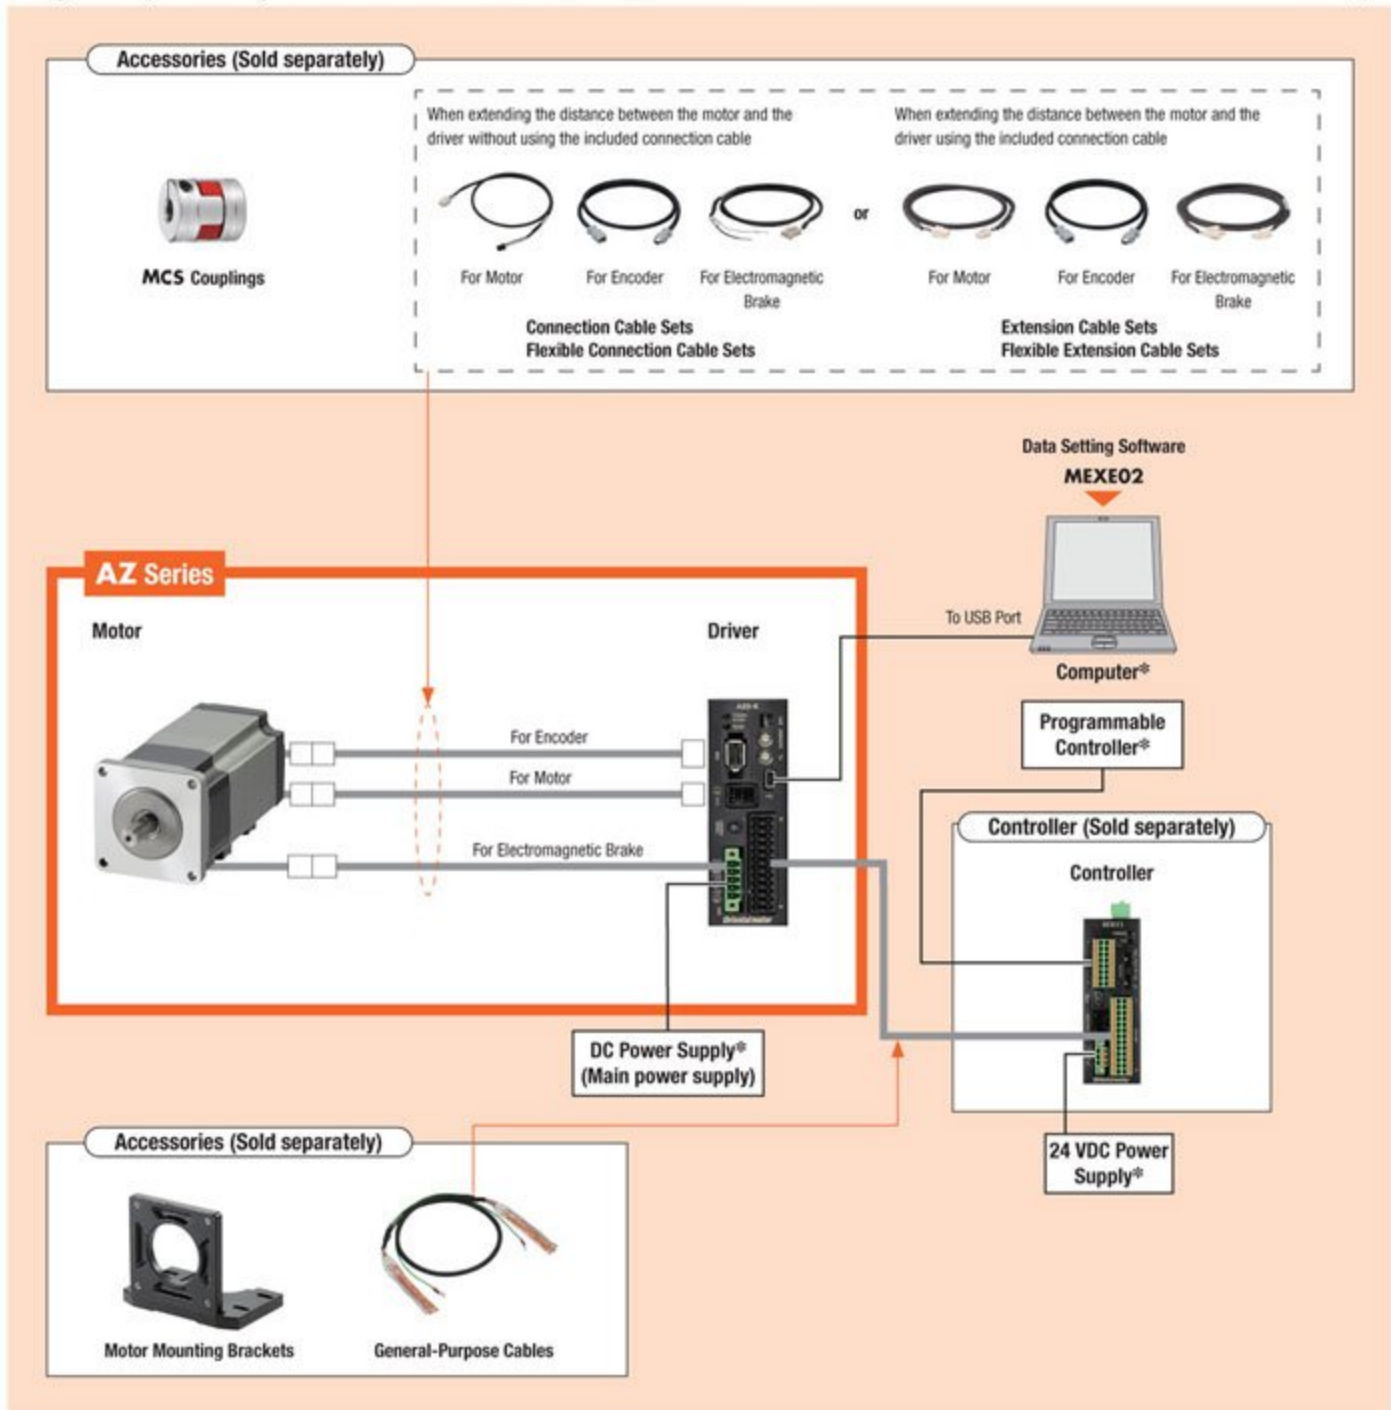 Accessories (Sold separately)
When extending the distance between the motor and the
driver without using the included connection cable
When extending the distance between the motor and the
driver using the included connection cable
MCS Couplings
For Motor
For Encoder
For Electromagnetic
Brake
or
For Motor
For Encoder
For Electromagnetic
Brake
Connection Cable Sets
Flexible Connection Cable Sets
Extension Cable Sets
Flexible Extension Cable Sets
Data Setting Software
MEXE02
To USB Port
Computer*
AZ Series
Motor
Driver
For Encoder
For Motor
For Electromagnetic Brake
Programmable
Controller*
Controller (Sold separately)
Controller
DC Power Supply*
(Main power supply)
24 VDC Power
Supply*
Accessories (Sold separately)
Motor Mounting Brackets
General-Purpose Cables